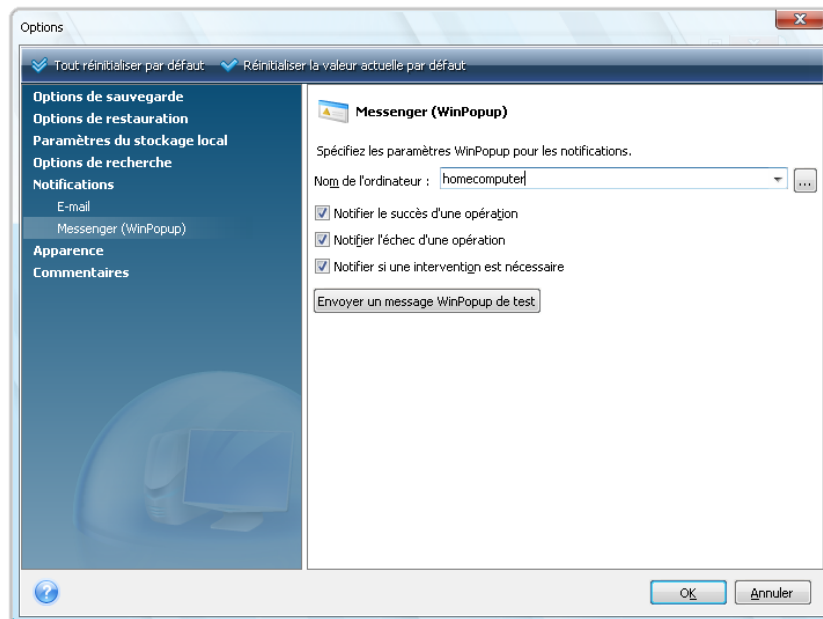 Options
Tout réinitialiser par défaut Réinitialiser la valeur actuelle par défaut
Options de sauvegarde
Options de restauration
Paramètres du stockage local
Options de recherche
Notifications
E-mail
Messenger (WinPopup)
Apparence
Commentaires
Messenger (WinPopup)
Spécifiez les paramètres WinPopup pour les notifications.
Nom de l'ordinateur : homecomputer ...
Notifier le succès d'une opération
Notifier l'échec d'une opération
Notifier si une intervention est nécessaire
Envoyer un message WinPopup de test
? OK Annuler